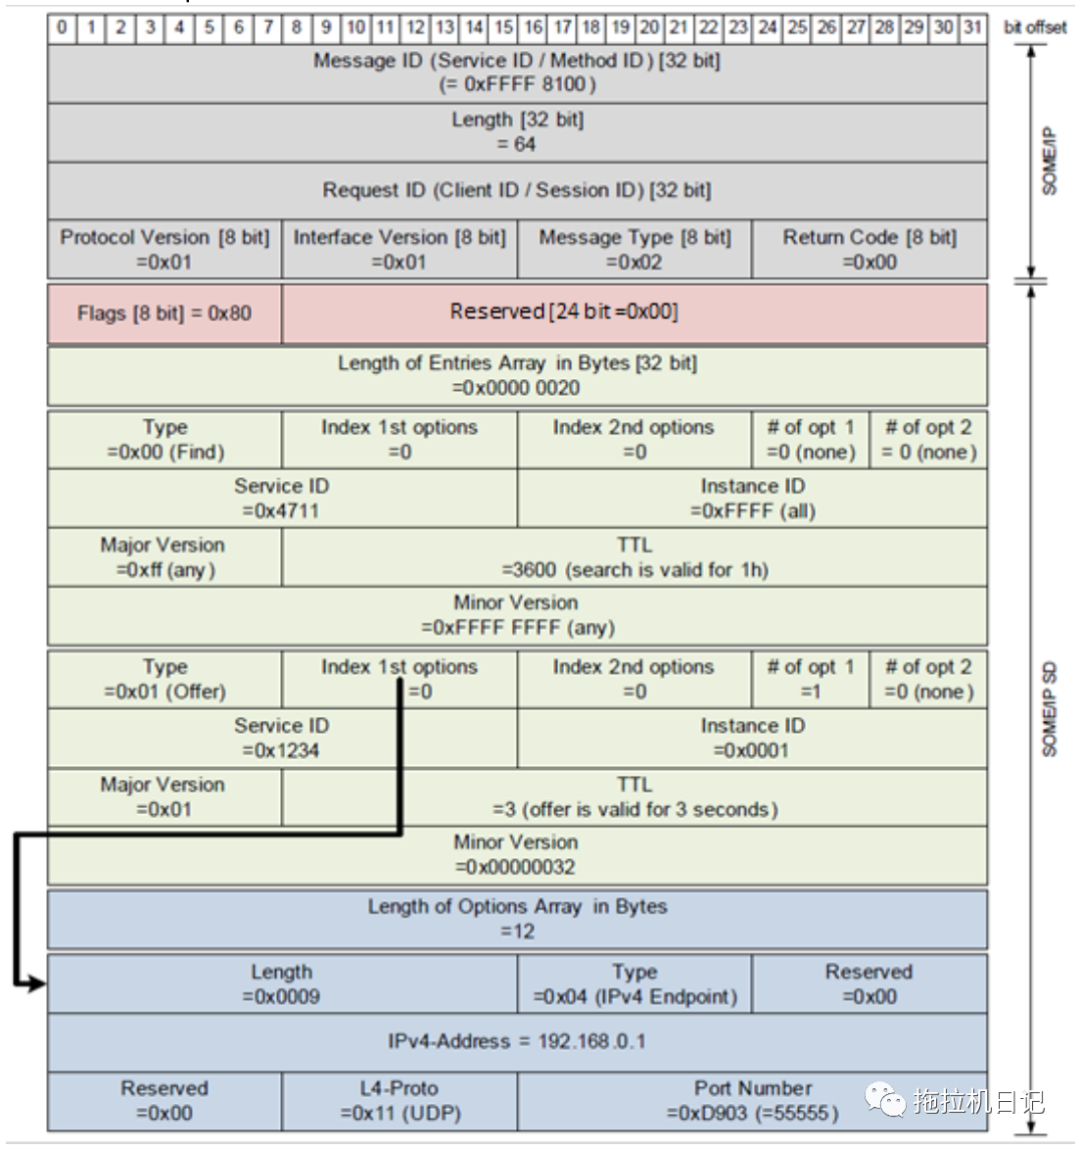 0 1 2 3 4 5 6 7 8 9 10 11 12 13 14 15 16 17 18 19 20 21 22 23 24 25 26 27 28 29 30 31 bit offset
Message ID (Service ID / Method ID) [32 bit]
(= 0xFFFF 8100)
Length [32 bit]
= 64
Request ID (Client ID / Session ID) [32 bit]
SOME/IP
Protocol Version [8 bit] Interface Version [8 bit] Message Type [8 bit] Return Code [8 bit]
=0x01 =0x01 =0x02 =0x00
Flags [8 bit] = 0x80 Reserved [24 bit =0x00]
Length of Entries Array in Bytes [32 bit]
=0x0000 0020
Type Index 1st options Index 2nd options # of opt 1 # of opt 2
=0x00 (Find) =0 =0 =0 (none) = 0 (none)
Service ID Instance ID
=0x4711 =0xFFFF (all)
Major Version TTL
=0xff (any) =3600 (search is valid for 1h)
Minor Version
=0xFFFF FFFF (any)
Type Index 1st options Index 2nd options # of opt 1 # of opt 2
=0x01 (Offer) =0 =0 =1 =0 (none)
SOME/IP SD
Service ID Instance ID
=0x1234 =0x0001
Major Version TTL
=0x01 =3 (offer is valid for 3 seconds)
Minor Version
=0x00000032
Length of Options Array in Bytes
=12
Length Type Reserved
=0x0009 =0x04 (IPv4 Endpoint) =0x00
IPv4-Address = 192.168.0.1
Reserved L4-Proto Port Number
=0x00 =0x11 (UDP) =0xD903 (=55555)
拖拉机日记